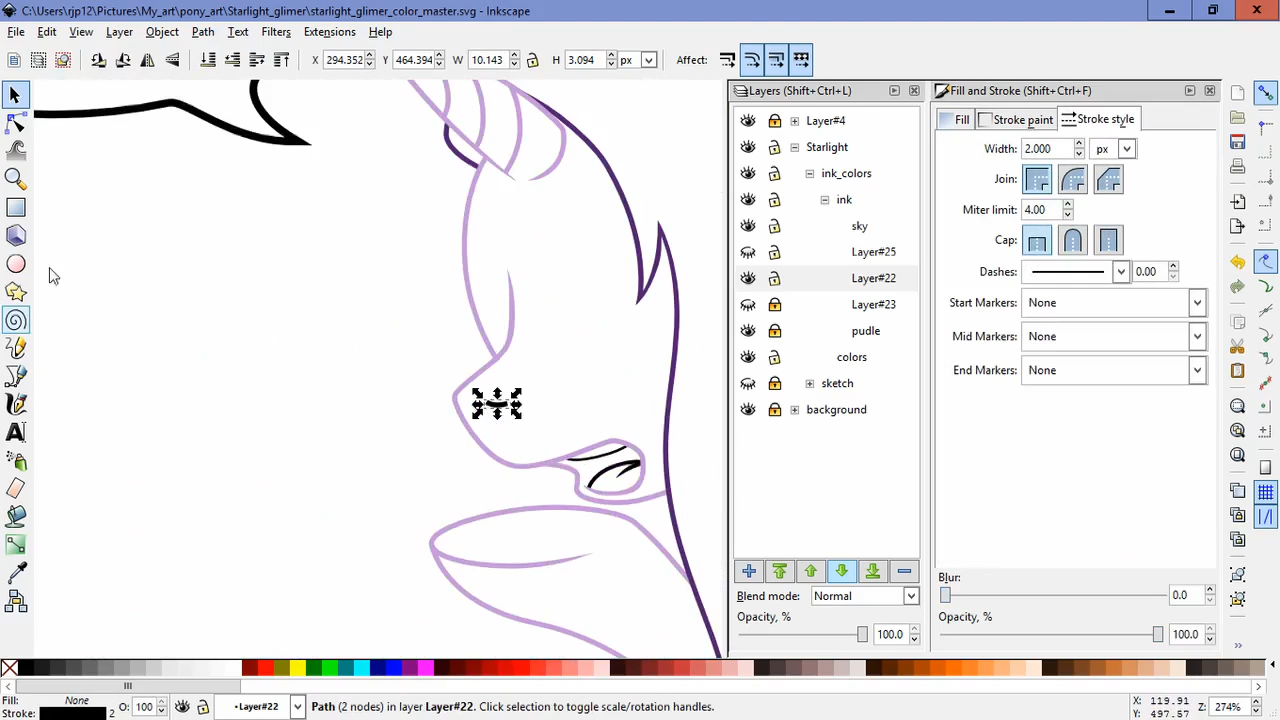 C:\Users\rjp12\Pictures\My_art\pony_art\Starlight_glimer\starlight_glimer_color_master.svg - Inkscape
File Edit View Layer Object Path Text Filters Extensions Help
X 294.352 Y 464.394 W 10.143 H 3.094 px Affect:
Layers (Shift+Ctrl+L)
Fill and Stroke (Shift+Ctrl+F)
Layer#4
Fill Stroke paint Stroke style
Starlight
Width: 2.000 px
ink_colors
Join:
ink
Miter limit: 4.00
sky
Cap:
Layer#25
Layer#22
Dashes: 0.00
Layer#23
Start Markers: None
pudle
Mid Markers: None
colors
End Markers: None
sketch
background
Blend mode: Normal
Blur: 0.0
Opacity, %
100.0
Opacity, %
100.0
Fill: None
Stroke: 2
O: 100
•Layer#22
Path (2 nodes) in layer Layer#22. Click selection to toggle scale/rotation handles.
X: 119.91
Y: 497.57
Z: 274%